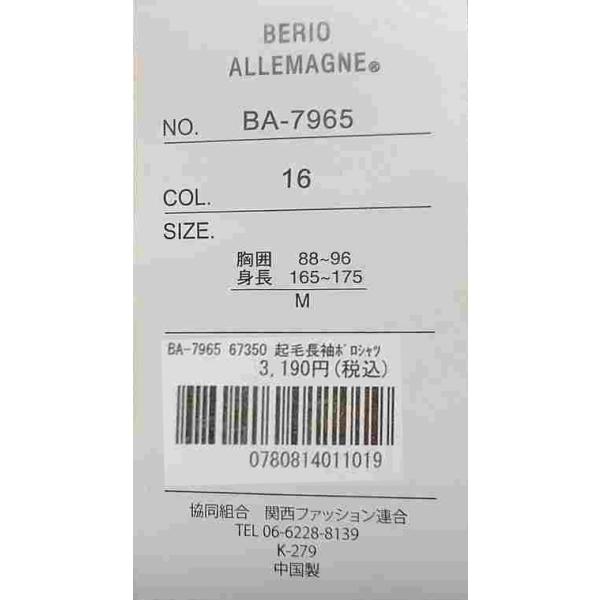 BERIO
ALLEMAGNE®
NO. BA-7965
COL. 16
SIZE.
胸囲 88~96
身長 165~175
M
BA-7965 67350 起毛長袖ﾎﾟﾛｼｬﾂ
3,190円(税込)
0780814011019
協同組合 関西ファッション連合
TEL 06-6228-8139
K-279
中国製